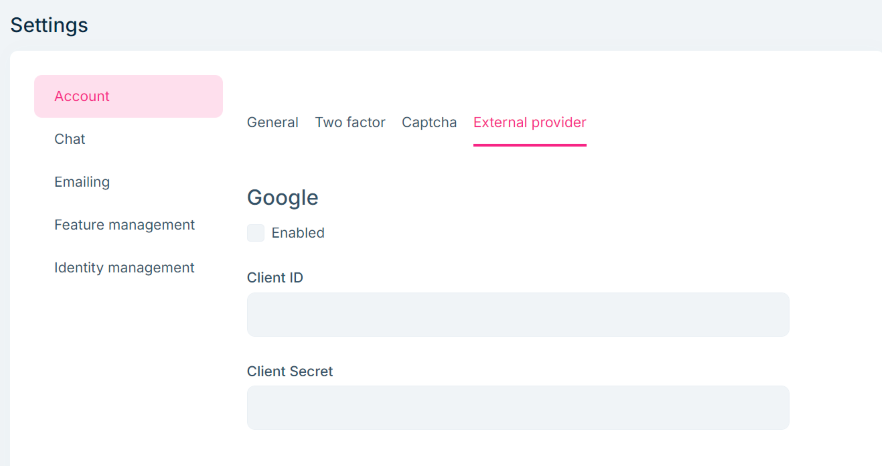 Settings
Account
Chat
Emailing
Feature management
Identity management
General Two factor Captcha External provider
Google
Enabled
Client ID
Client Secret